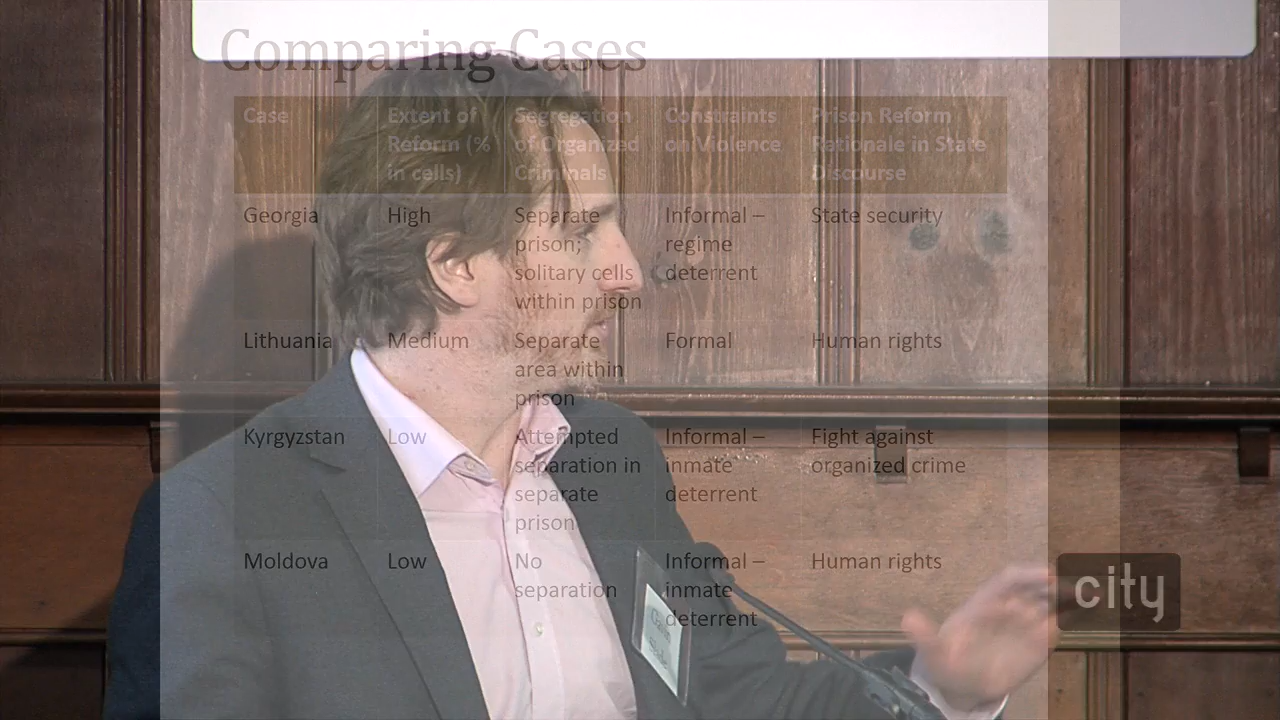 Comparing Cases
Case Extent of Reform (% in cells) Segregation of Organized Criminals Constraints on Violence Prison Reform Rationale in State Discourse
Georgia High Separate prison; solitary cells within prison Informal – regime deterrent State security
Lithuania Medium Separate area within prison Formal Human rights
Kyrgyzstan Low Attempted separation in separate prison Informal – inmate deterrent Fight against organized crime
Moldova Low No separation Informal – inmate deterrent Human rights
city